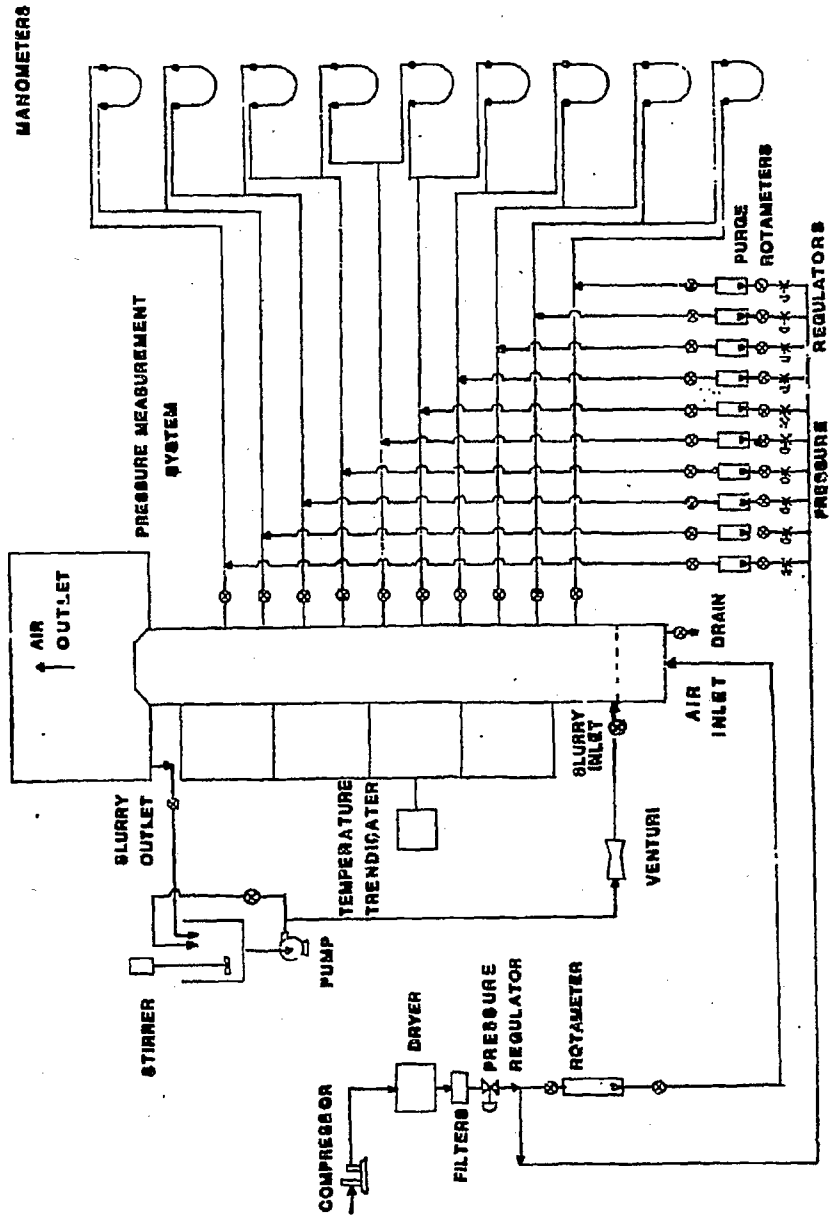 MANOMETERS
PRESSURE MEASUREMENT
SYSTEM
AIR
OUTLET
SLURRY
OUTLET
STIRRER
PUMP
TEMPERATURE
TRENDICATER
SLURRY
INLET
AIR
INLET
DRAIN
VENTURI
PURGE
ROTAMETERS
PRESSURE REGULATORS
COMPRESSOR
DRYER
FILTERS
PRESSURE
REGULATOR
ROTAMETER